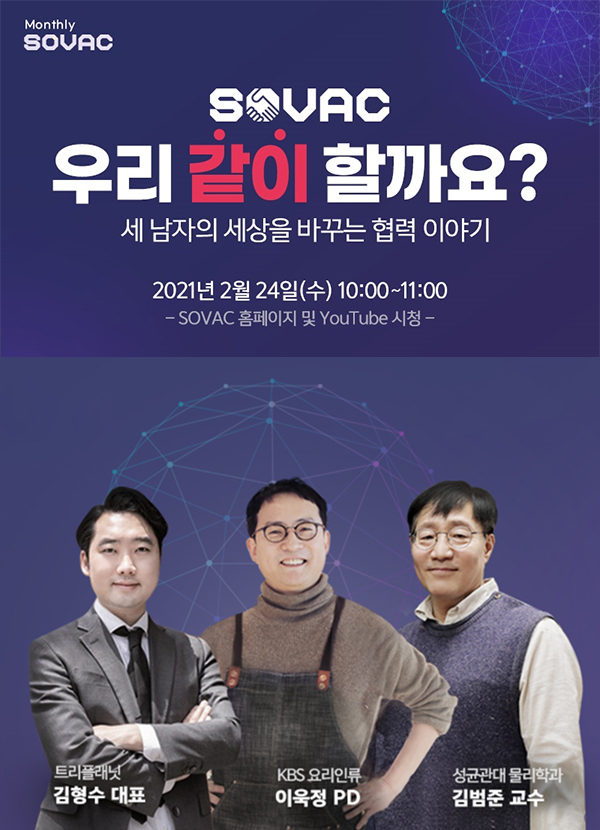 Monthly
SOVAC
SOVAC
우리 같이 할까요?
세 남자의 세상을 바꾸는 협력 이야기
2021년 2월 24일(수) 10:00~11:00
– SOVAC 홈페이지 및 YouTube 시청 –
트리플래닛
김형수 대표
KBS 요리인류
이욱정 PD
성균관대 물리학과
김범준 교수